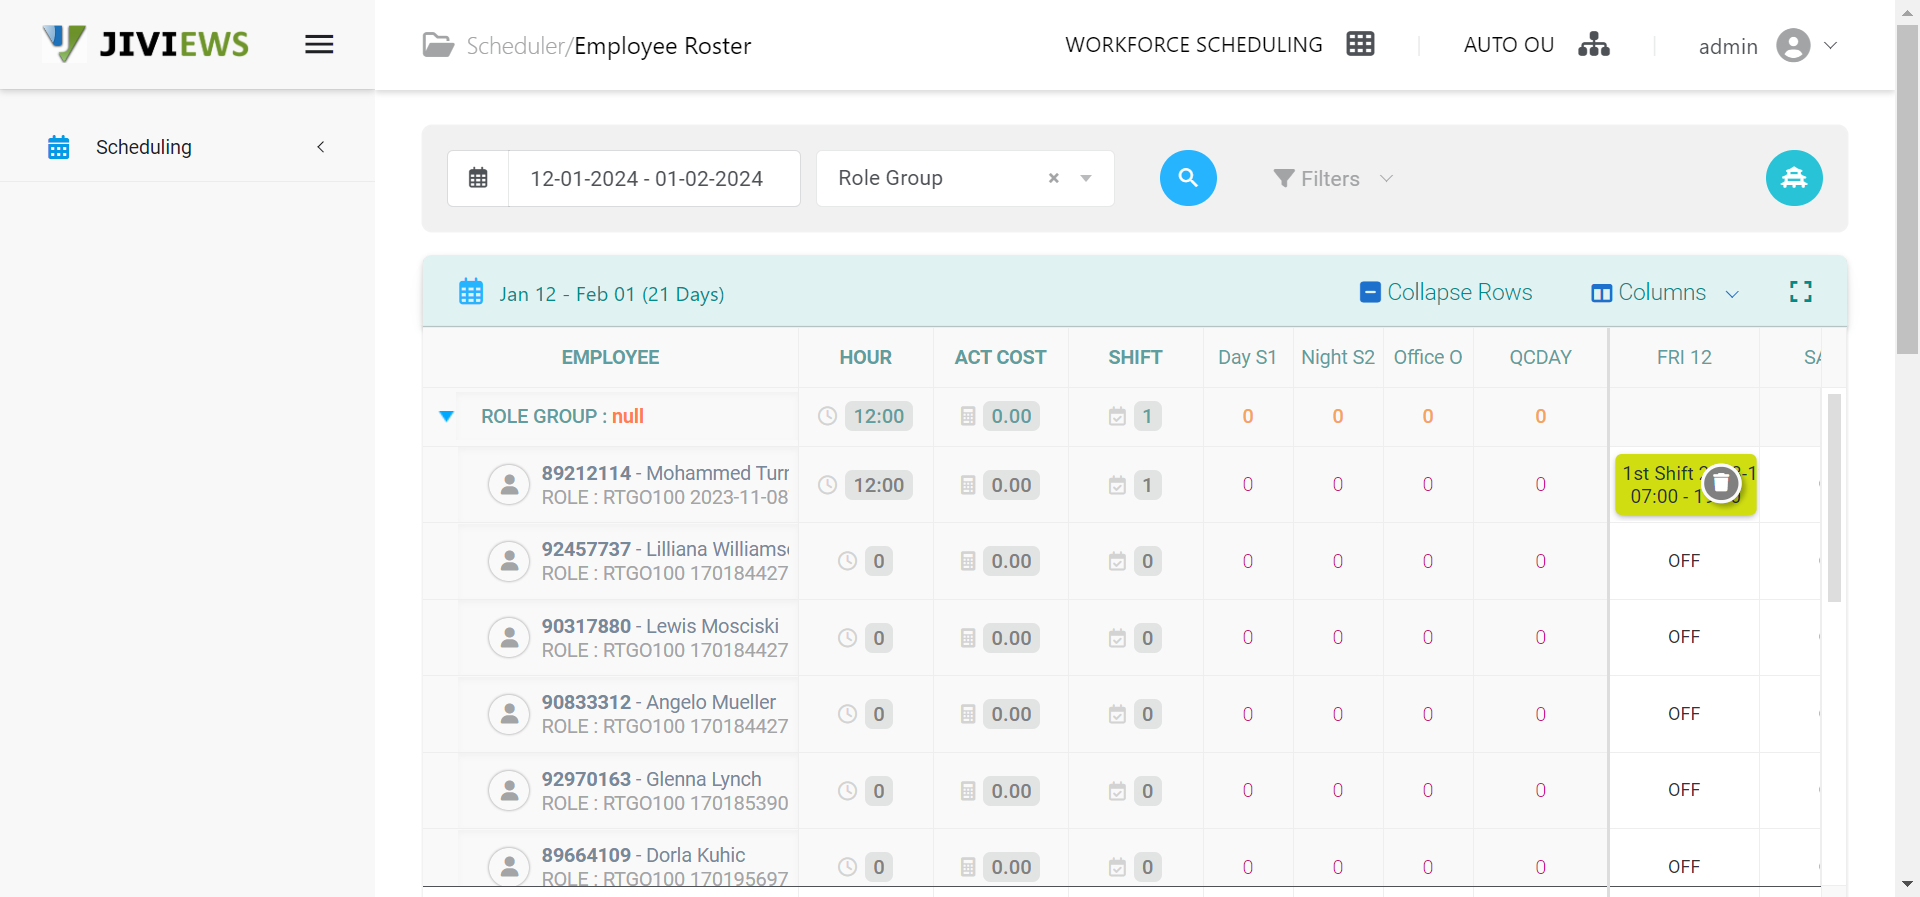 JIVIEWS
Scheduler/Employee Roster
WORKFORCE SCHEDULING
AUTO OU
admin
Scheduling
12-01-2024 - 01-02-2024
Role Group
Filters
Jan 12 - Feb 01 (21 Days)
Collapse Rows
Columns
EMPLOYEE HOUR ACT COST SHIFT Day S1 Night S2 Office O QCDAY FRI 12
ROLE GROUP : null 12:00 0.00 1 0 0 0 0
89212114 - Mohammed Turr
ROLE : RTGO100 2023-11-08
12:00 0.00 1 0 0 0 0
1st Shift
07:00 -
92457737 - Lilliana Williams
ROLE : RTGO100 170184427
0 0.00 0 0 0 0 0 OFF
90317880 - Lewis Mosciski
ROLE : RTGO100 170184427
0 0.00 0 0 0 0 0 OFF
90833312 - Angelo Mueller
ROLE : RTGO100 170184427
0 0.00 0 0 0 0 0 OFF
92970163 - Glenna Lynch
ROLE : RTGO100 170185390
0 0.00 0 0 0 0 0 OFF
89664109 - Dorla Kuhic
ROLE : RTGO100 170195697
0 0.00 0 0 0 0 0 OFF